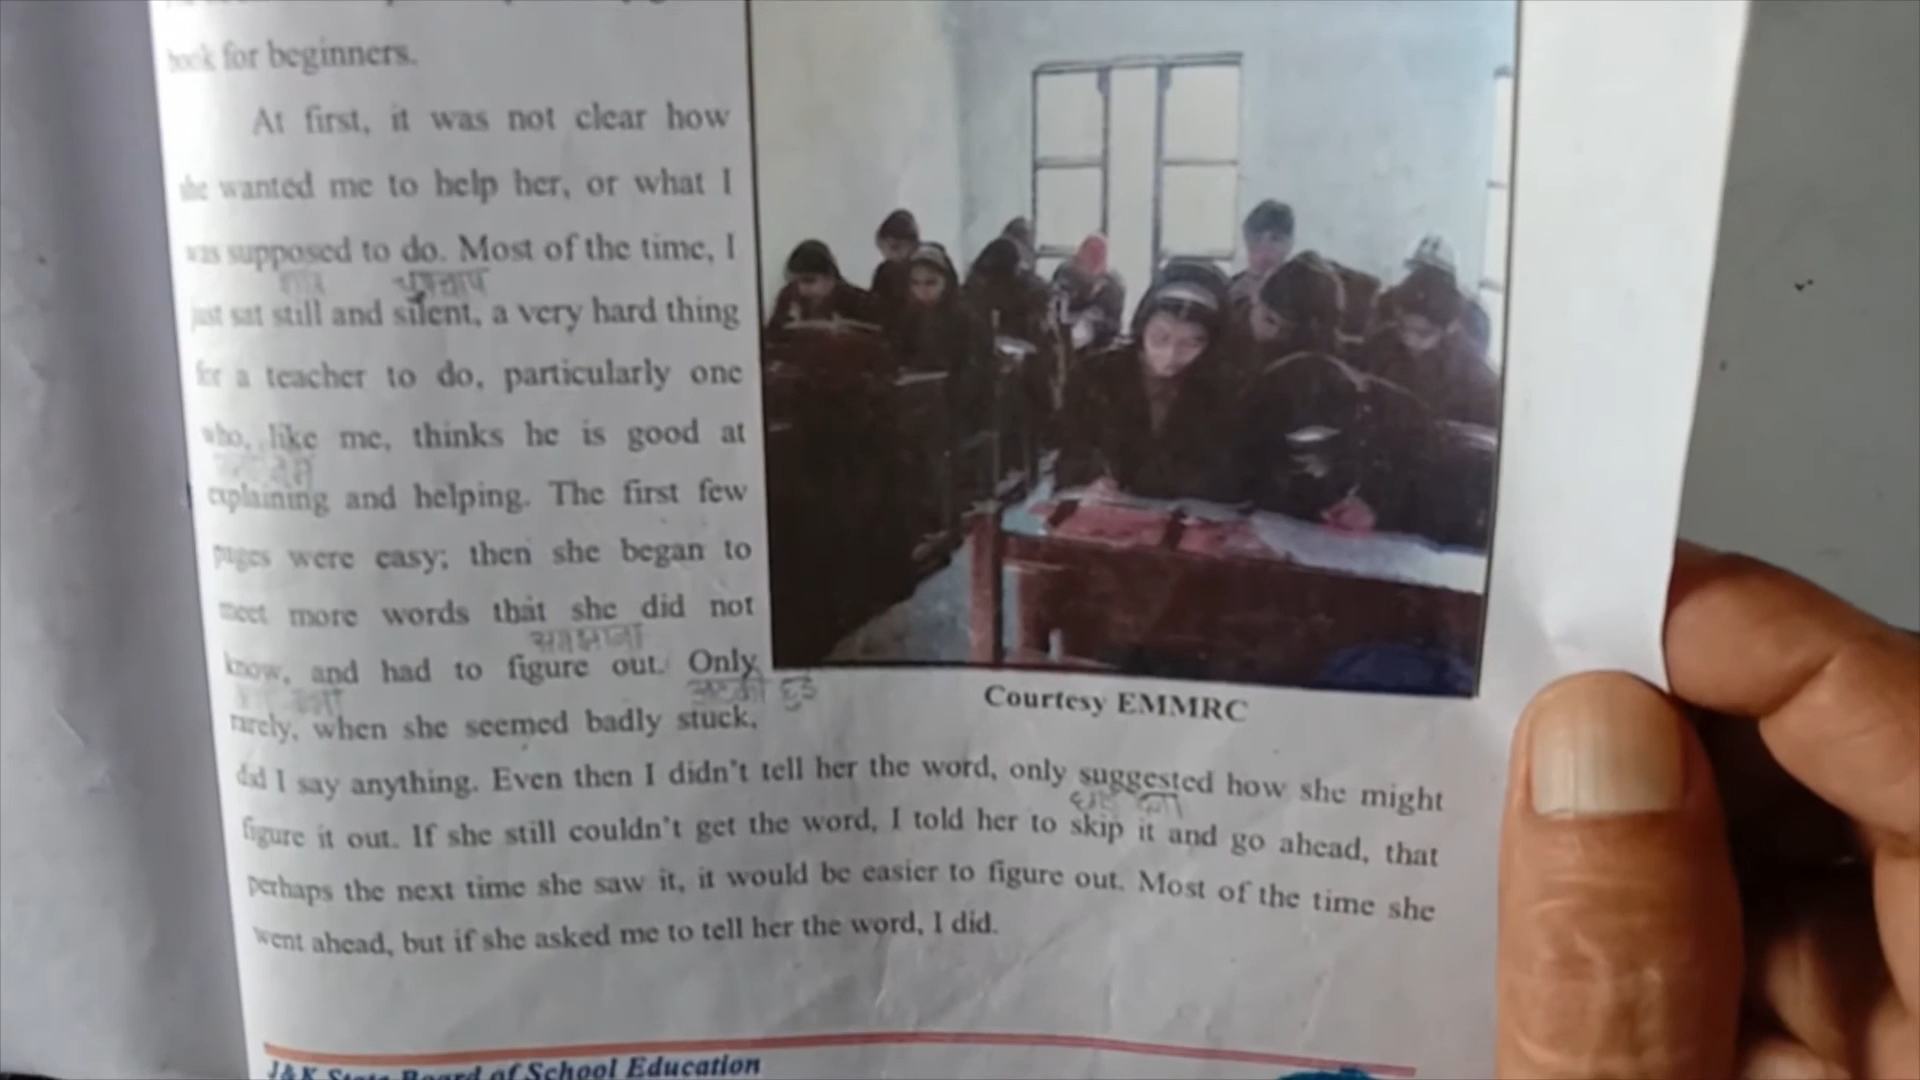 book for beginners.
At first, it was not clear how
she wanted me to help her, or what I
was supposed to do. Most of the time, I
शांत चुपचाप
just sat still and silent, a very hard thing
for a teacher to do, particularly one
who, like me, thinks he is good at
explaining and helping. The first few
pages were easy; then she began to
meet more words that she did not
समझना
know, and had to figure out. Only
अटकी हुई
rarely, when she seemed badly stuck,
Courtesy EMMRC
did I say anything. Even then I didn't tell her the word, only suggested how she might
figure it out. If she still couldn't get the word, I told her to skip it and go ahead, that
perhaps the next time she saw it, it would be easier to figure out. Most of the time she
went ahead, but if she asked me to tell her the word, I did.
J&K State Board of School Education